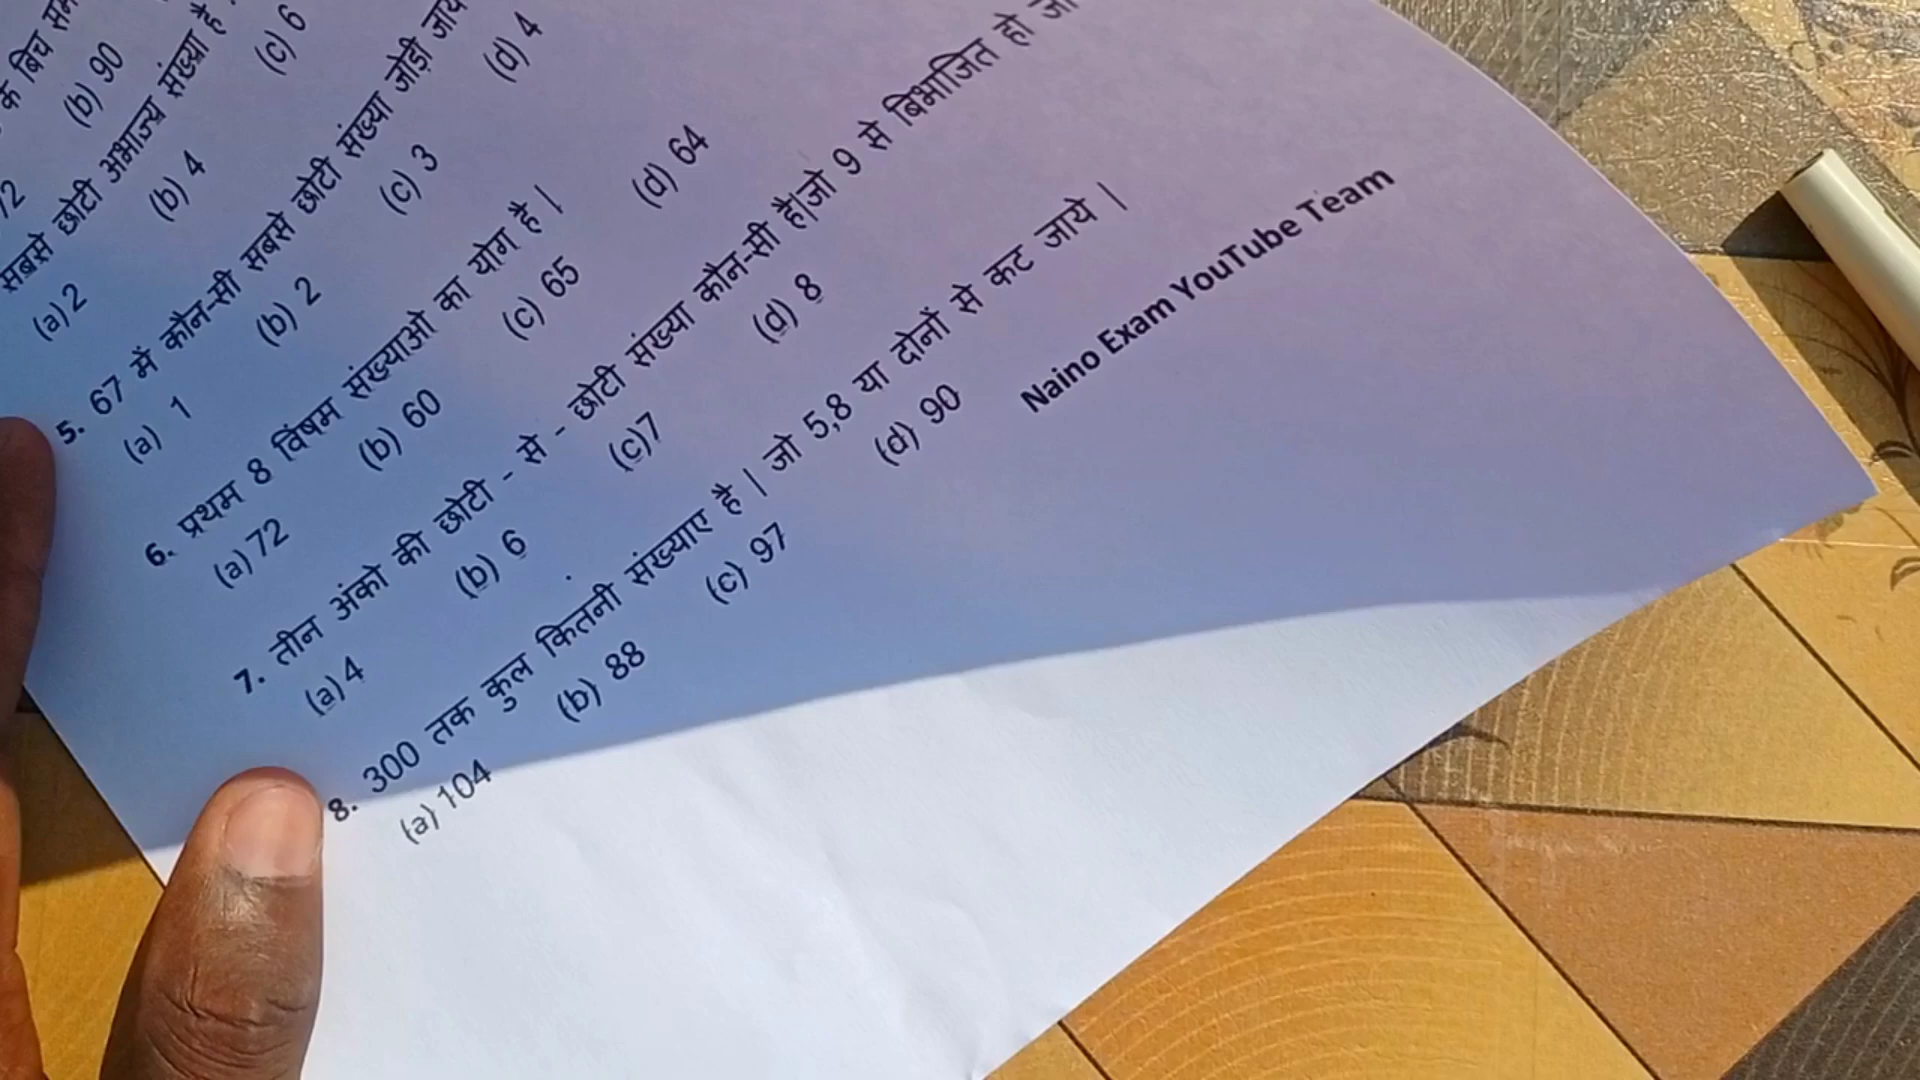 के बिच
12 (b) 90
सबसे छोटी अभाज्य संख्या है
(a) 2 (b) 4 (c) 6
5. 67 में कौन-सी सबसे छोटी संख्या जोड़ी जाये
(a) 1 (b) 2 (c) 3 (d) 4
6. प्रथम 8 विंषम संख्याओ का योग है |
(a) 72 (b) 60 (c) 65 (d) 64
7. तीन अंको की छोटी - से - छोटी संख्या कौन-सी है|जो 9 से बिभाजित हो
(a) 4 (b) 6 (c)7 (d) 8
8. 300 तक कुल कितनी संख्याए है | जो 5,8 या दोनों से कट जाये |
(a) 104 (b) 88 (c) 97 (d) 90
Naino Exam YouTube Team